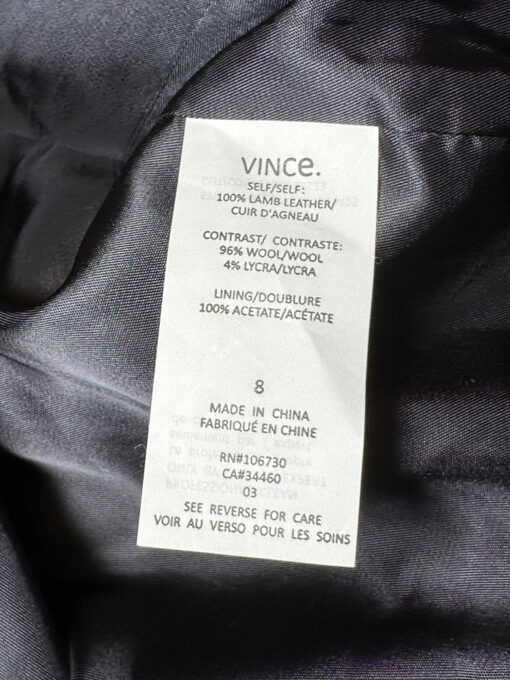 VINCE.
SELF/SELF:
100% LAMB LEATHER/
CUIR D'AGNEAU
CONTRAST/ CONTRASTE:
96% WOOL/WOOL
4% LYCRA/LYCRA
LINING/DOUBLURE
100% ACETATE/ACÉTATE
8
MADE IN CHINA
FABRIQUÉ EN CHINE
RN#106730
CA#34460
03
SEE REVERSE FOR CARE
VOIR AU VERSO POUR LES SOINS